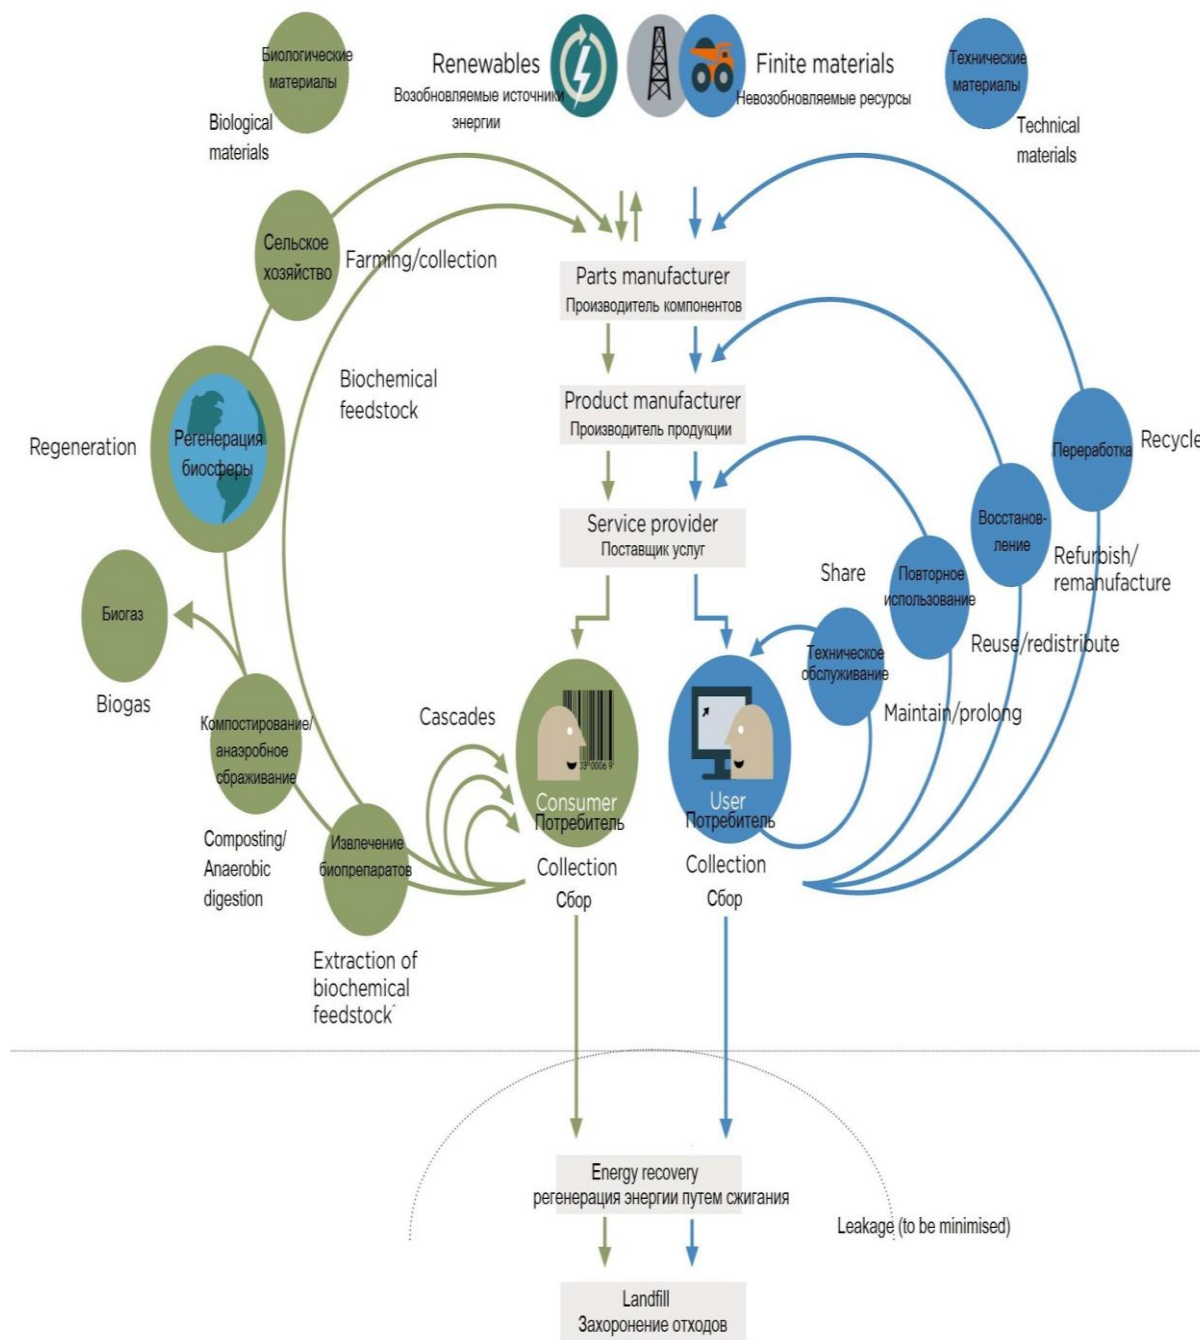 Биологические
материалы
Biological
materials
Renewables
Возобновляемые источники
энергии
Finite materials
Невозобновляемые ресурсы
Технические
материалы
Technical
materials
Сельское
хозяйство
Farming/collection
Parts manufacturer
Производитель компонентов
Biochemical
feedstock
Product manufacturer
Производитель продукции
Regeneration
Регенерация
биосферы
Переработка
Recycle
Service provider
Поставщик услуг
Восстанов-
ление
Refurbish/
remanufacture
Share
Повторное
использование
Reuse/redistribute
Биогаз
Biogas
Техническое
обслуживание
Maintain/prolong
Компостирование/
анаэробное
сбраживание
Composting/
Anaerobic
digestion
Cascades
Consumer
Потребитель
User
Потребитель
Извлечение
биопрепаратов
Extraction of
biochemical
feedstock
Collection
Сбор
Collection
Сбор
Energy recovery
регенерация энергии путем сжигания
Leakage (to be minimised)
Landfill
Захоронение отходов